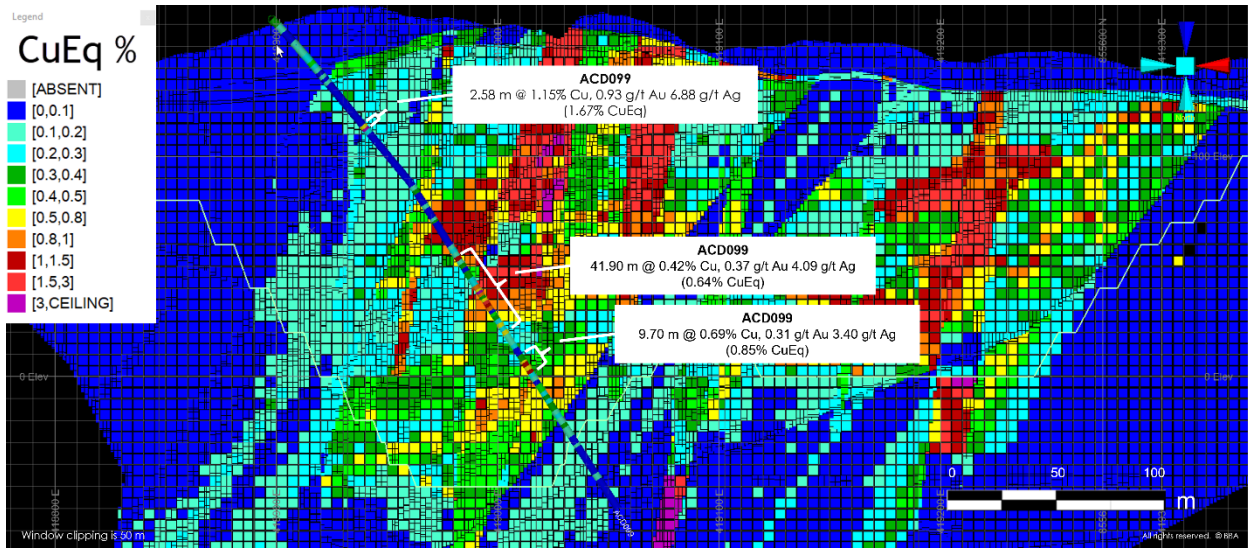 Legend
CuEq %
[ABSENT]
[0,0.1]
[0.1,0.2]
[0.2,0.3]
[0.3,0.4]
[0.4,0.5]
[0.5,0.8]
[0.8,1]
[1,1.5]
[1.5,3]
[3,CEILING]
ACD099
2.58 m @ 1.15% Cu, 0.93 g/t Au 6.88 g/t Ag
(1.67% CuEq)
100 Elev
ACD099
41.90 m @ 0.42% Cu, 0.37 g/t Au 4.09 g/t Ag
(0.64% CuEq)
ACD099
9.70 m @ 0.69% Cu, 0.31 g/t Au 3.40 g/t Ag
(0.85% CuEq)
0 Elev
0 Elev
0 50 100
m
ACD099
419100 E
419200 E
419100 E
419200 E
Window clipping is 50 m
All rights reserved. © BBA